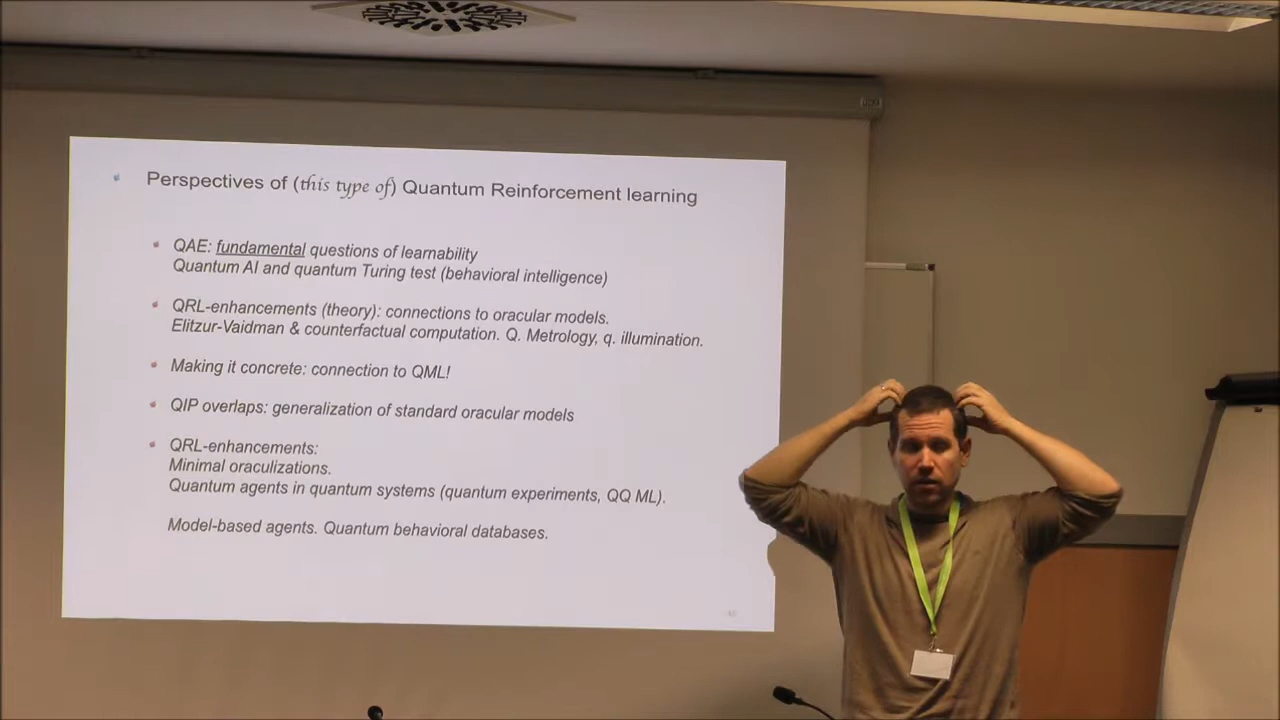 Perspectives of (this type of) Quantum Reinforcement learning
QAE: fundamental questions of learnability
Quantum AI and quantum Turing test (behavioral intelligence)
QRL-enhancements (theory): connections to oracular models.
Elitzur-Vaidman & counterfactual computation. Q. Metrology, q. illumination.
Making it concrete: connection to QML!
QIP overlaps: generalization of standard oracular models
QRL-enhancements:
Minimal oraculizations.
Quantum agents in quantum systems (quantum experiments, QQ ML).
Model-based agents. Quantum behavioral databases.